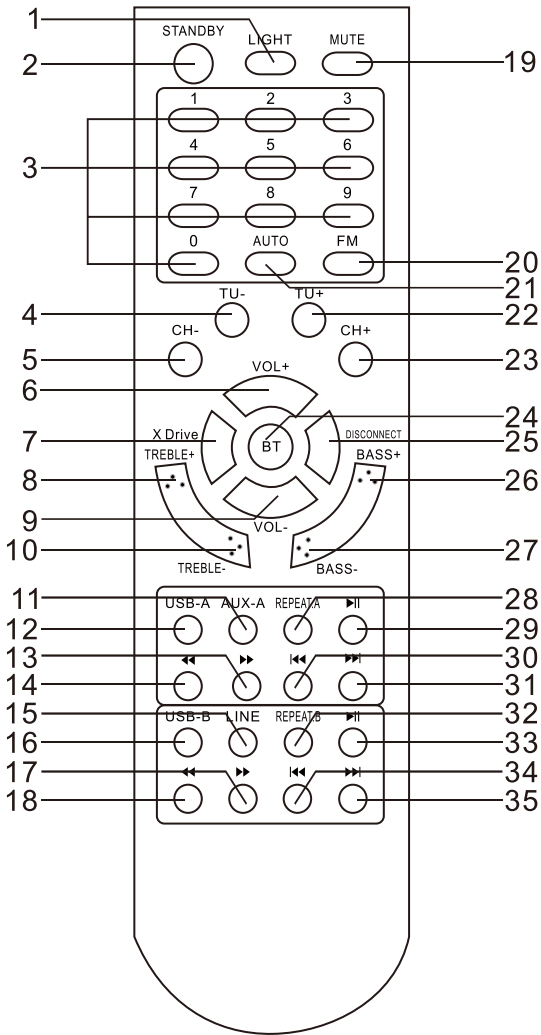 1 STANDBY LIGHT MUTE
2 19
1 2 3
3 4 5 6
7 8 9
0 AUTO FM 20
21
4 TU- TU+ 22
5 CH- CH+ 23
6 VOL+
24
7 X Drive BT DISCONNECT 25
8 TREBLE+ BASS+ 26
9 VOL-
10 TREBLE- BASS- 27
11 USB-A AUX-A REPEAT.A ▶II 28
12 29
13 ◀◀ ▶▶ I◀◀ ▶▶I 30
14 31
15 USB-B LINE REPEAT.B ▶II 32
16 33
17 ◀◀ ▶▶ I◀◀ ▶▶I 34
18 35